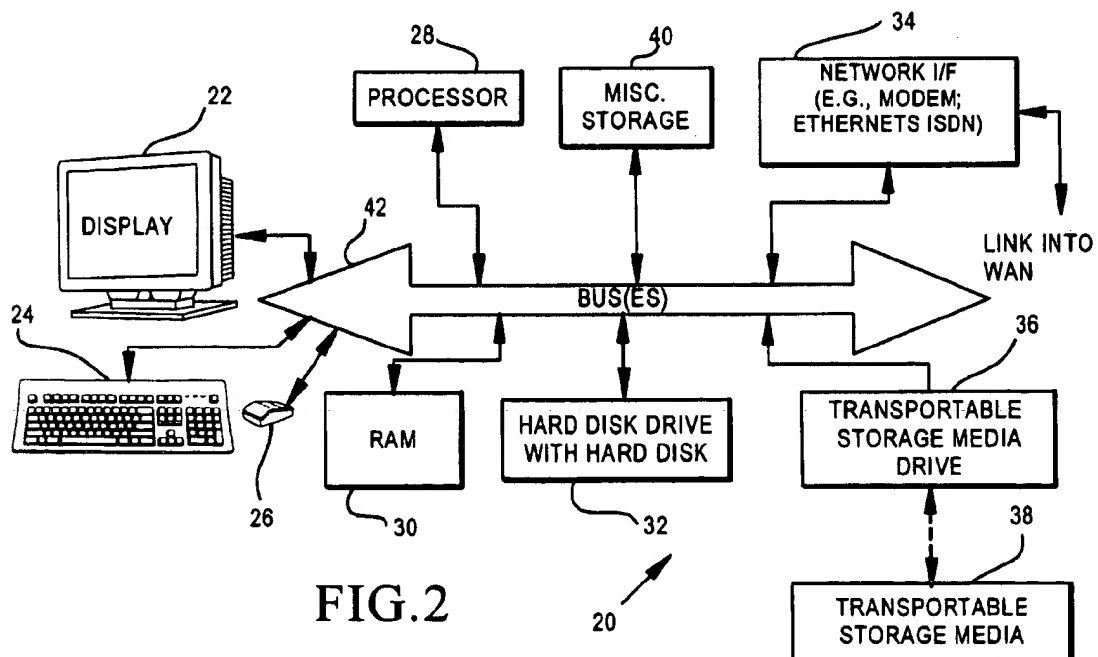 28
40
34
PROCESSOR
MISC.
STORAGE
NETWORK I/F
(E.G., MODEM;
ETHERNETS ISDN)
22
DISPLAY
42
LINK INTO
WAN
BUS(ES)
24
36
RAM
HARD DISK DRIVE
WITH HARD DISK
TRANSPORTABLE
STORAGE MEDIA
DRIVE
26
30
32
38
FIG.2
20
TRANSPORTABLE
STORAGE MEDIA